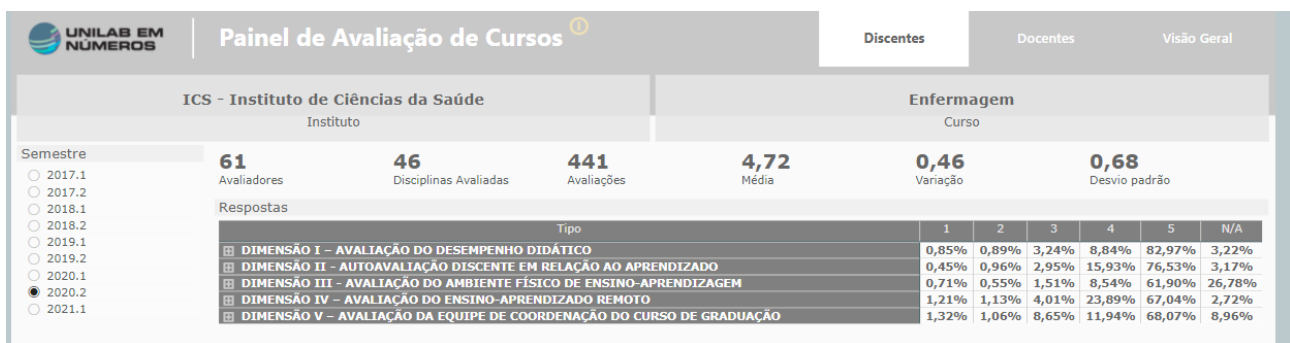 UNILAB EM
NÚMEROS
Painel de Avaliação de Cursos
Discentes
Docentes
Visão Geral
ICS - Instituto de Ciências da Saúde
Instituto
Enfermagem
Curso
Semestre
2017.1
2017.2
2018.1
2018.2
2019.1
2019.2
2020.1
2020.2
2021.1
61
Avaliadores
46
Disciplinas Avaliadas
441
Avaliações
4,72
Média
0,46
Variação
0,68
Desvio padrão
Respostas
Tipo 1 2 3 4 5 N/A
DIMENSÃO I – AVALIAÇÃO DO DESEMPENHO DIDÁTICO 0,85% 0,89% 3,24% 8,84% 82,97% 3,22%
DIMENSÃO II - AUTOAVALIAÇÃO DISCENTE EM RELAÇÃO AO APRENDIZADO 0,45% 0,96% 2,95% 15,93% 76,53% 3,17%
DIMENSÃO III - AVALIAÇÃO DO AMBIENTE FÍSICO DE ENSINO-APRENDIZAGEM 0,71% 0,55% 1,51% 8,54% 61,90% 26,78%
DIMENSÃO IV – AVALIAÇÃO DO ENSINO-APRENDIZADO REMOTO 1,21% 1,13% 4,01% 23,89% 67,04% 2,72%
DIMENSÃO V – AVALIAÇÃO DA EQUIPE DE COORDENAÇÃO DO CURSO DE GRADUAÇÃO 1,32% 1,06% 8,65% 11,94% 68,07% 8,96%